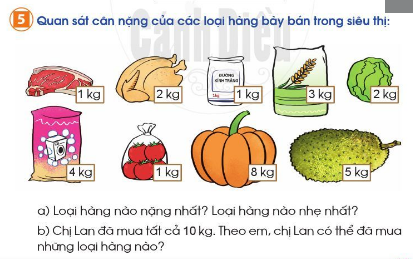 5 Quan sát cân nặng của các loại hàng bày bán trong siêu thị:
Cánh Diều
ĐƯỜNG
KÍNH TRẮNG
1kg
1 kg
2 kg
1 kg
3 kg
2 kg
4 kg
1 kg
8 kg
5 kg
a) Loại hàng nào nặng nhất? Loại hàng nào nhẹ nhất?
b) Chị Lan đã mua tất cả 10 kg. Theo em, chị Lan có thể đã mua
những loại hàng nào?